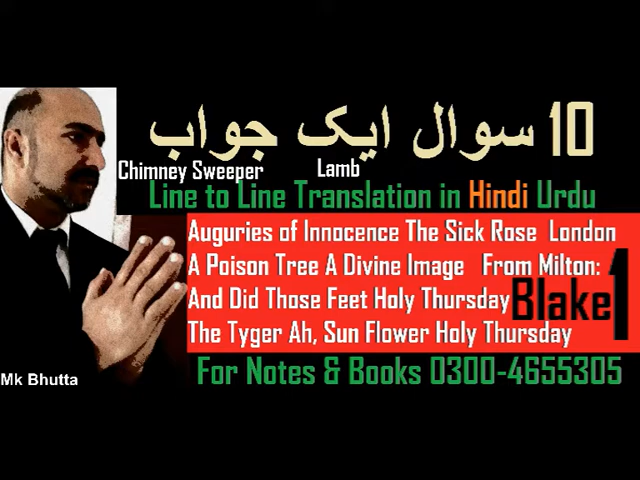 10 سوال ایک جواب
Chimney Sweeper Lamb
Line to Line Translation in Hindi Urdu
Auguries of Innocence The Sick Rose London
A Poison Tree A Divine Image From Milton:
And Did Those Feet Holy Thursday Blake 1
The Tyger Ah, Sun Flower Holy Thursday
For Notes & Books 0300-4655305
Mk Bhutta